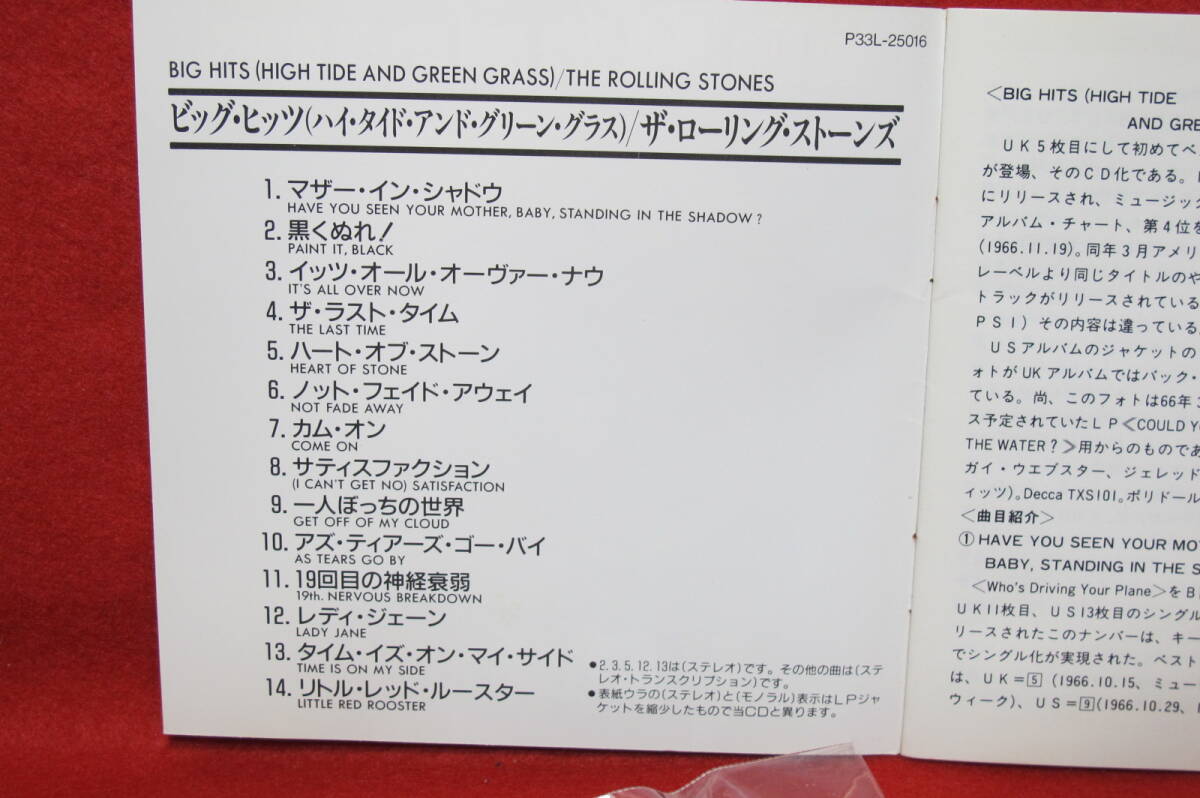 P33L-25016
BIG HITS (HIGH TIDE AND GREEN GRASS)/THE ROLLING STONES
ビッグ・ヒッツ(ハイ・タイド・アンド・グリーン・グラス)/ザ・ローリング・ストーンズ
1. マザー・イン・シャドウ
HAVE YOU SEEN YOUR MOTHER, BABY, STANDING IN THE SHADOW?
2. 黒くぬれ!
PAINT IT, BLACK
3. イッツ・オール・オーヴァー・ナウ
IT'S ALL OVER NOW
4. ザ・ラスト・タイム
THE LAST TIME
5. ハート・オブ・ストーン
HEART OF STONE
6. ノット・フェイド・アウェイ
NOT FADE AWAY
7. カム・オン
COME ON
8. サティスファクション
(I CAN'T GET NO) SATISFACTION
9. 一人ぼっちの世界
GET OFF OF MY CLOUD
10. アズ・ティアーズ・ゴー・バイ
AS TEARS GO BY
11. 19回目の神経衰弱
19th. NERVOUS BREAKDOWN
12. レディ・ジェーン
LADY JANE
13. タイム・イズ・オン・マイ・サイド
TIME IS ON MY SIDE
14. リトル・レッド・ルースター
LITTLE RED ROOSTER
●2.3.5.12.13は(ステレオ)です。その他の曲は(ステ
レオ・トランスクリプション)です。
●表紙ウラの(ステレオ)と(モノラル)表示はLPジャ
ケットを縮少したもので当CDと異ります。
<BIG HITS (HIGH TIDE
AND GRE
UK5枚目にして初めてベ
が登場、そのCD化である。
にリリースされ、ミュージック
アルバム・チャート、第4位を
(1966.11.19)。同年3月アメリ
レーベルより同じタイトルのや
トラックがリリースされている
PS1) その内容は違っている
USアルバムのジャケットの
ォトがUKアルバムではバック・
ている。尚、このフォトは66年
ス予定されていたLP≪COULD Y
THE WATER?≫用からのものであ
ガイ・ウエブスター、ジェレッド
ィッツ)。Decca TXS101。ポリドール
<曲目紹介>
①HAVE YOU SEEN YOUR MO
BABY, STANDING IN THE S
<Who's Driving Your Plane>をB
UK11枚目、US13枚目のシングル
リースされたこのナンバーは、キー
でシングル化が実現された。ベスト
は、UK=5 (1966.10.15、ミュー
ウィーク)、US=9(1966.10.29、